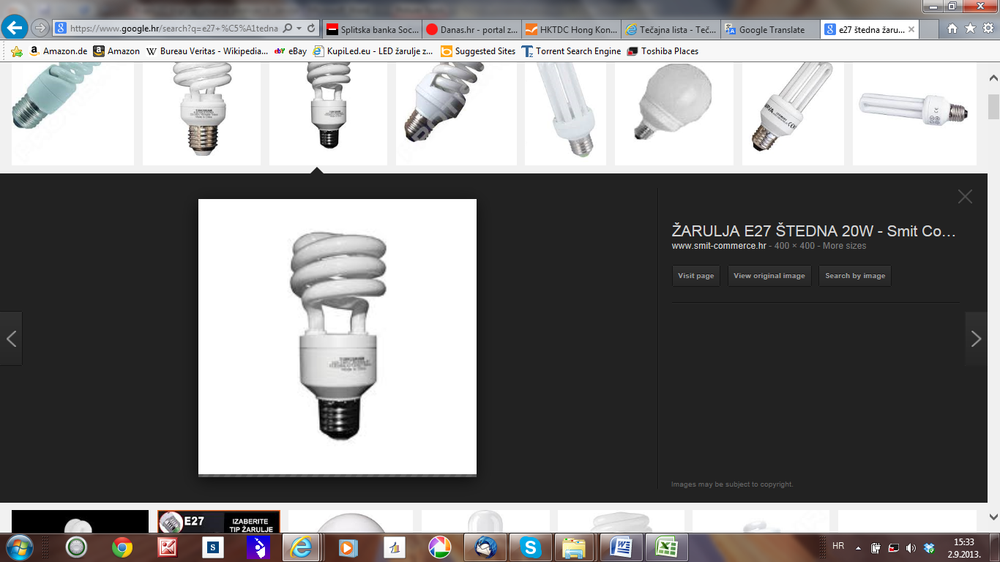 https://www.google.hr/search?q=e27+%C5%A1tedna
Splitska banka Soc...
Danas.hr - portal z...
HKTDC Hong Kon...
Tečajna lista - Teč...
Google Translate
e27 štedna žaru...
Amazon.de
Amazon
Bureau Veritas - Wikipedia...
eBay
KupiLed.eu - LED žarulje z...
Suggested Sites
Torrent Search Engine
Toshiba Places
ŽARULJA E27 ŠTEDNA 20W - Smit Co...
www.smit-commerce.hr - 400 × 400 - More sizes
Visit page
View original image
Search by image
Made in China
Images may be subject to copyright.
E27
IZABERITE
TIP ŽARULJE
HR
15:33
2.9.2013.